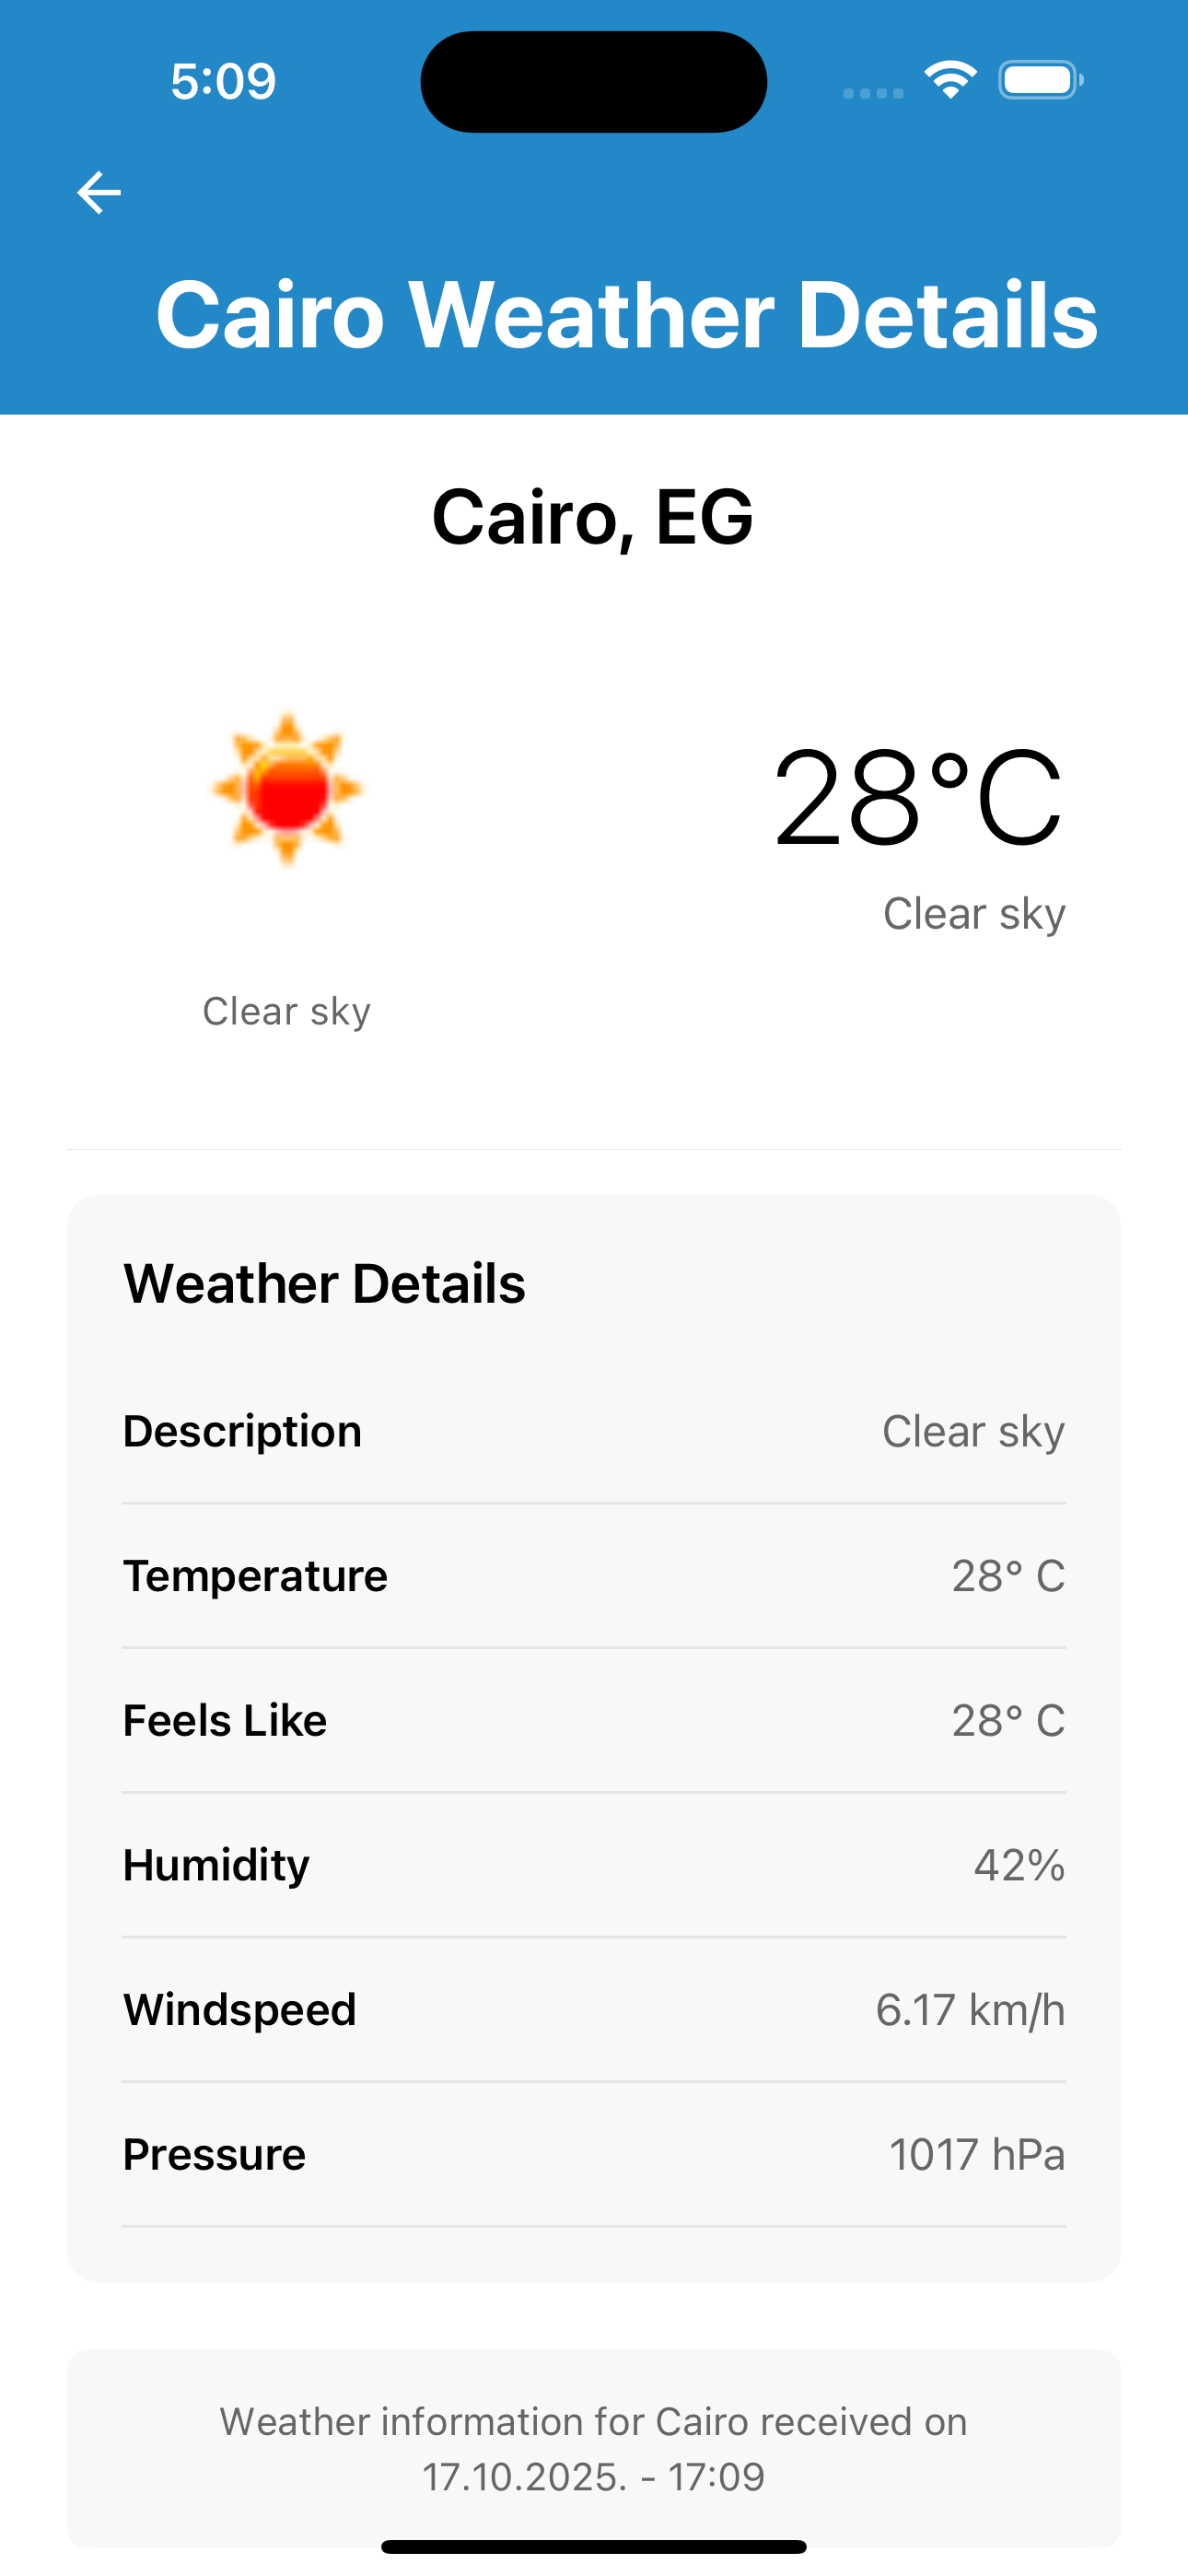 5:09
Cairo Weather Details
Cairo, EG
28°C
Clear sky
Clear sky
Weather Details
Description Clear sky
Temperature 28° C
Feels Like 28° C
Humidity 42%
Windspeed 6.17 km/h
Pressure 1017 hPa
Weather information for Cairo received on
17.10.2025. - 17:09